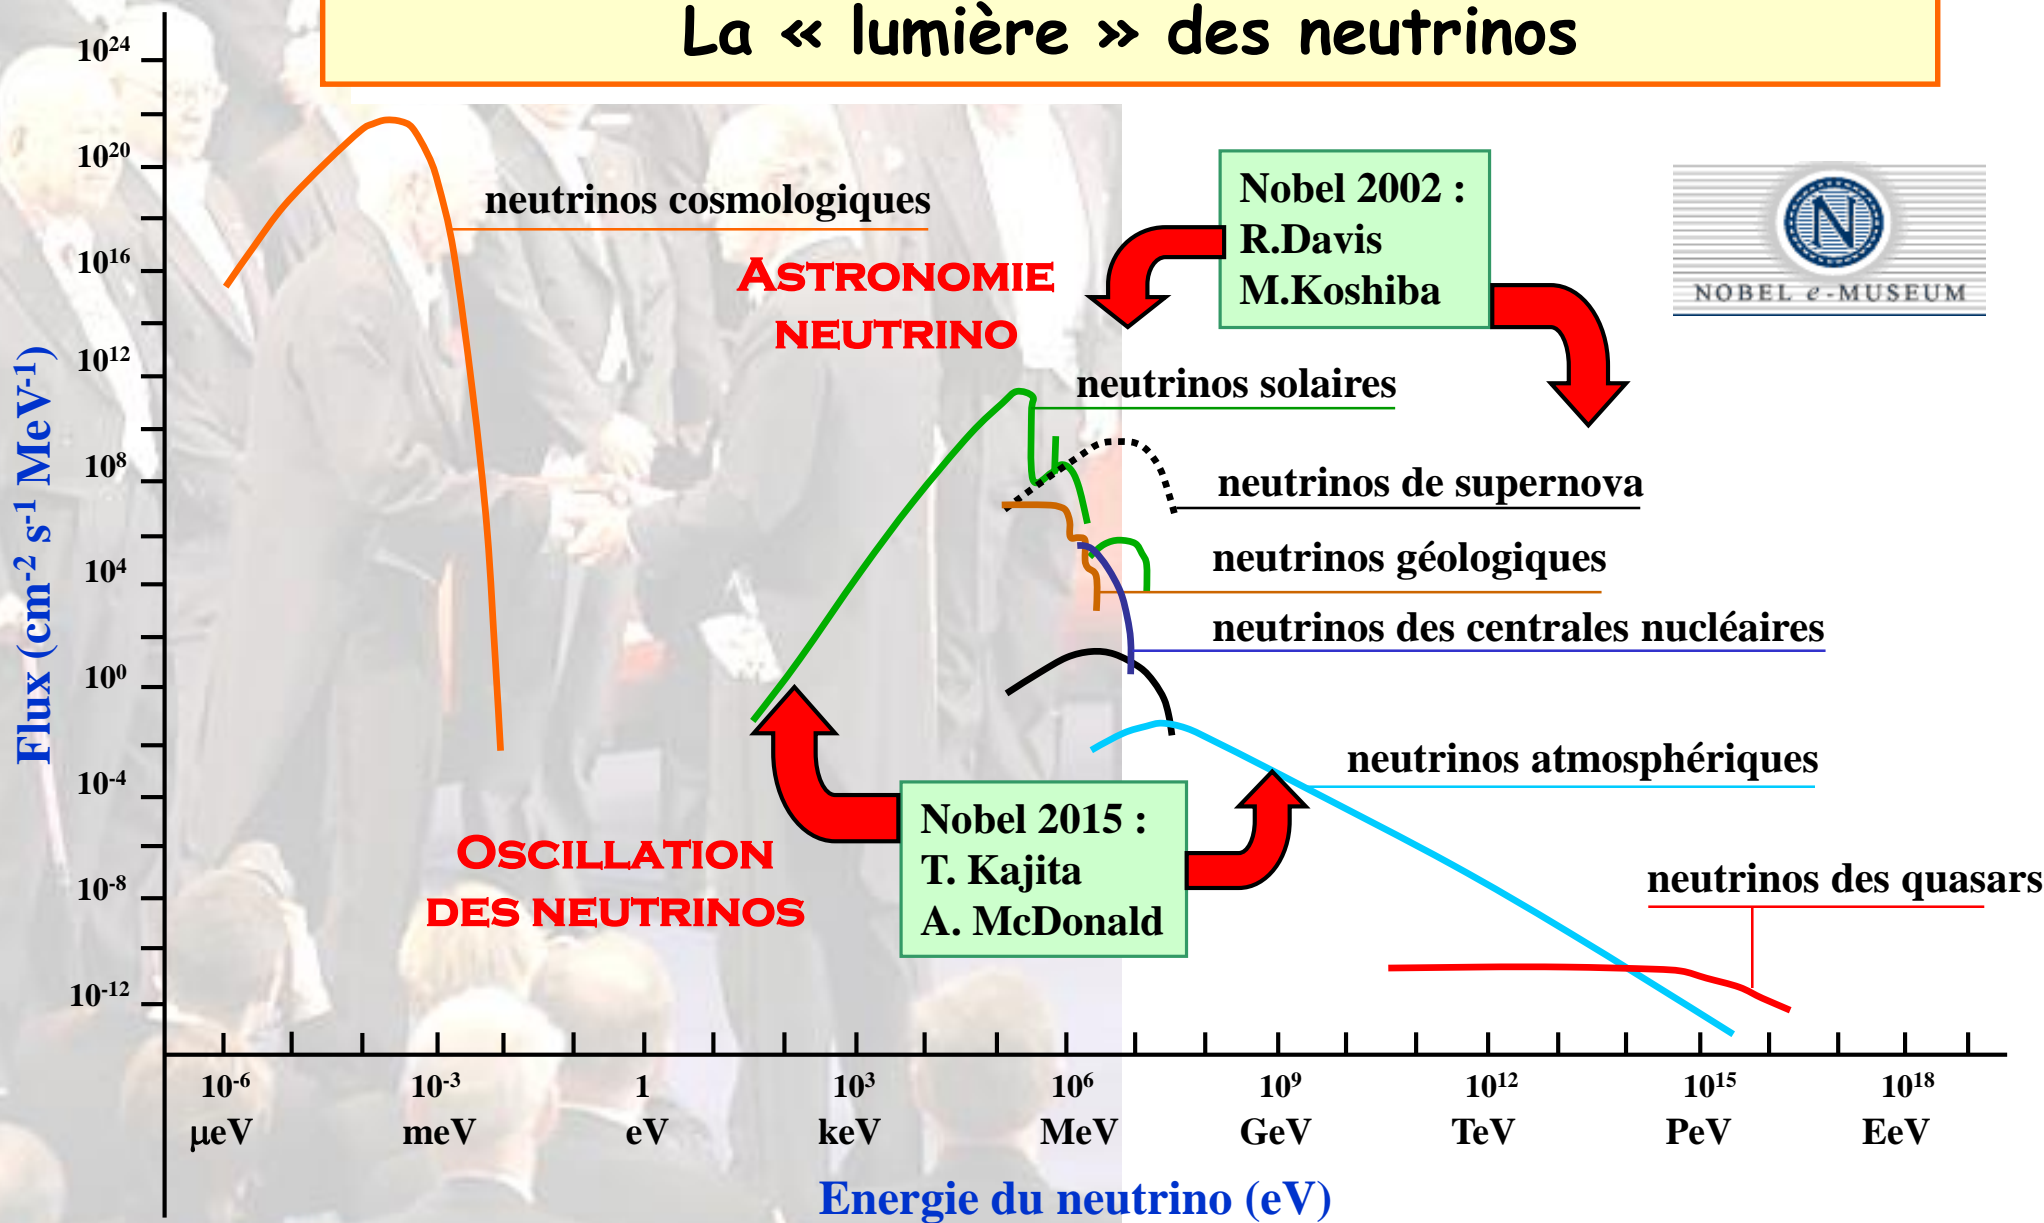 La « lumière » des neutrinos
10²⁴
10²⁰
10¹⁶
10¹²
10⁸
10⁴
10⁰
10⁻⁴
10⁻⁸
10⁻¹²
Flux (cm⁻² s⁻¹ MeV⁻¹)
neutrinos cosmologiques
ASTRONOMIE
NEUTRINO
Nobel 2002 :
R.Davis
M.Koshiba
N
NOBEL e-MUSEUM
neutrinos solaires
neutrinos de supernova
neutrinos géologiques
neutrinos des centrales nucléaires
neutrinos atmosphériques
neutrinos des quasars
Nobel 2015 :
T. Kajita
A. McDonald
OSCILLATION
DES NEUTRINOS
10⁻⁶ 10⁻³ 1 10³ 10⁶ 10⁹ 10¹² 10¹⁵ 10¹⁸
µeV meV eV keV MeV GeV TeV PeV EeV
Energie du neutrino (eV)